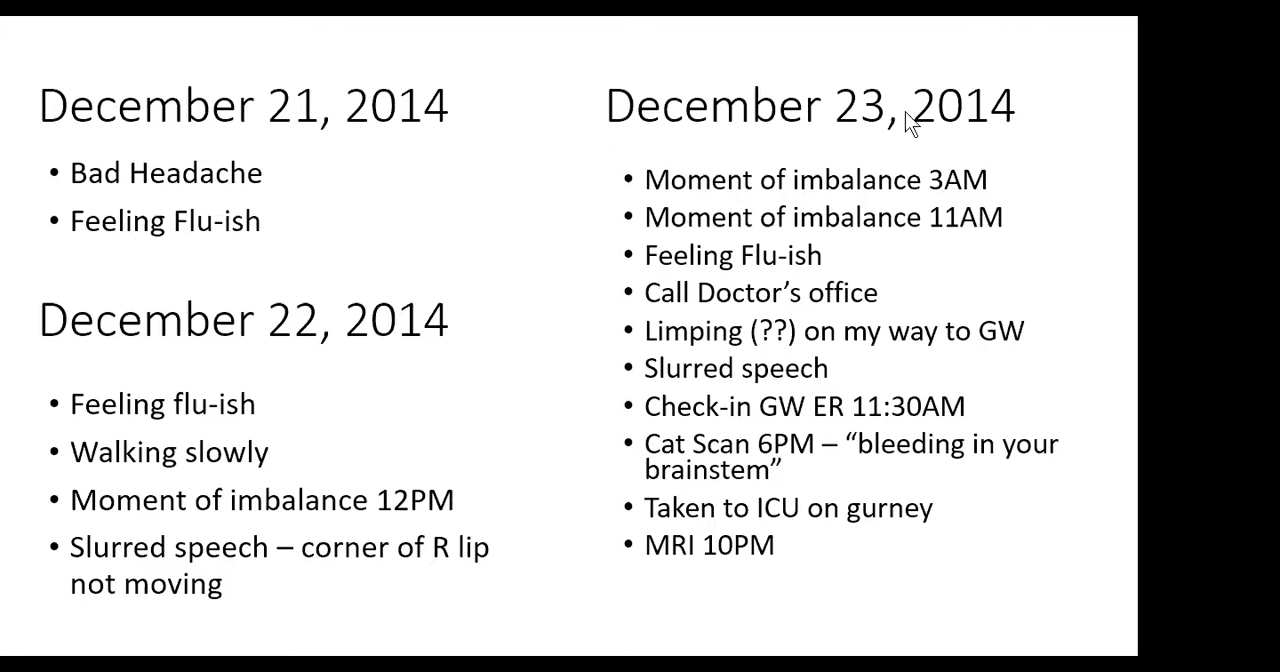 December 21, 2014
• Bad Headache
• Feeling Flu-ish
December 22, 2014
• Feeling flu-ish
• Walking slowly
• Moment of imbalance 12PM
• Slurred speech – corner of R lip
not moving
December 23, 2014
• Moment of imbalance 3AM
• Moment of imbalance 11AM
• Feeling Flu-ish
• Call Doctor’s office
• Limping (??) on my way to GW
• Slurred speech
• Check-in GW ER 11:30AM
• Cat Scan 6PM – “bleeding in your
brainstem”
• Taken to ICU on gurney
• MRI 10PM